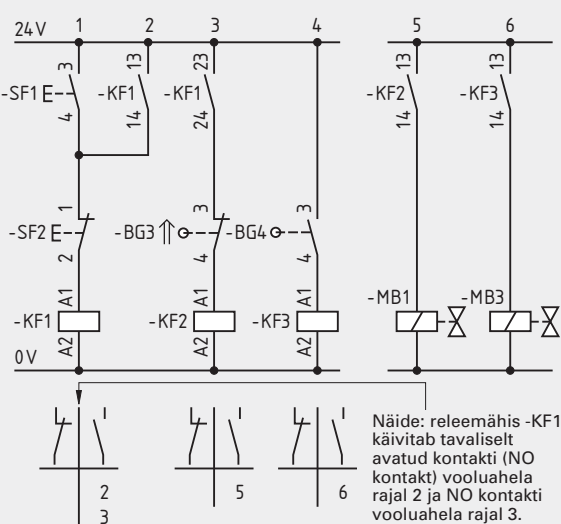 1 2 3 4 5 6
24 V
3 13 23 13 13
-SF1 -KF1 -KF1 -KF2 -KF3
4 14 24 14 14
1 3 3
-SF2 -BG3 -BG4
2 4 4
A1 A1 A1
-KF1 -KF2 -KF3 -MB1 -MB3
A2 A2 A2
0 V
2 5 6
3
Näide: releemähis -KF1
käivitab tavaliselt
avatud kontakti (NO
kontakt) vooluahela
rajal 2 ja NO kontakti
vooluahela rajal 3.